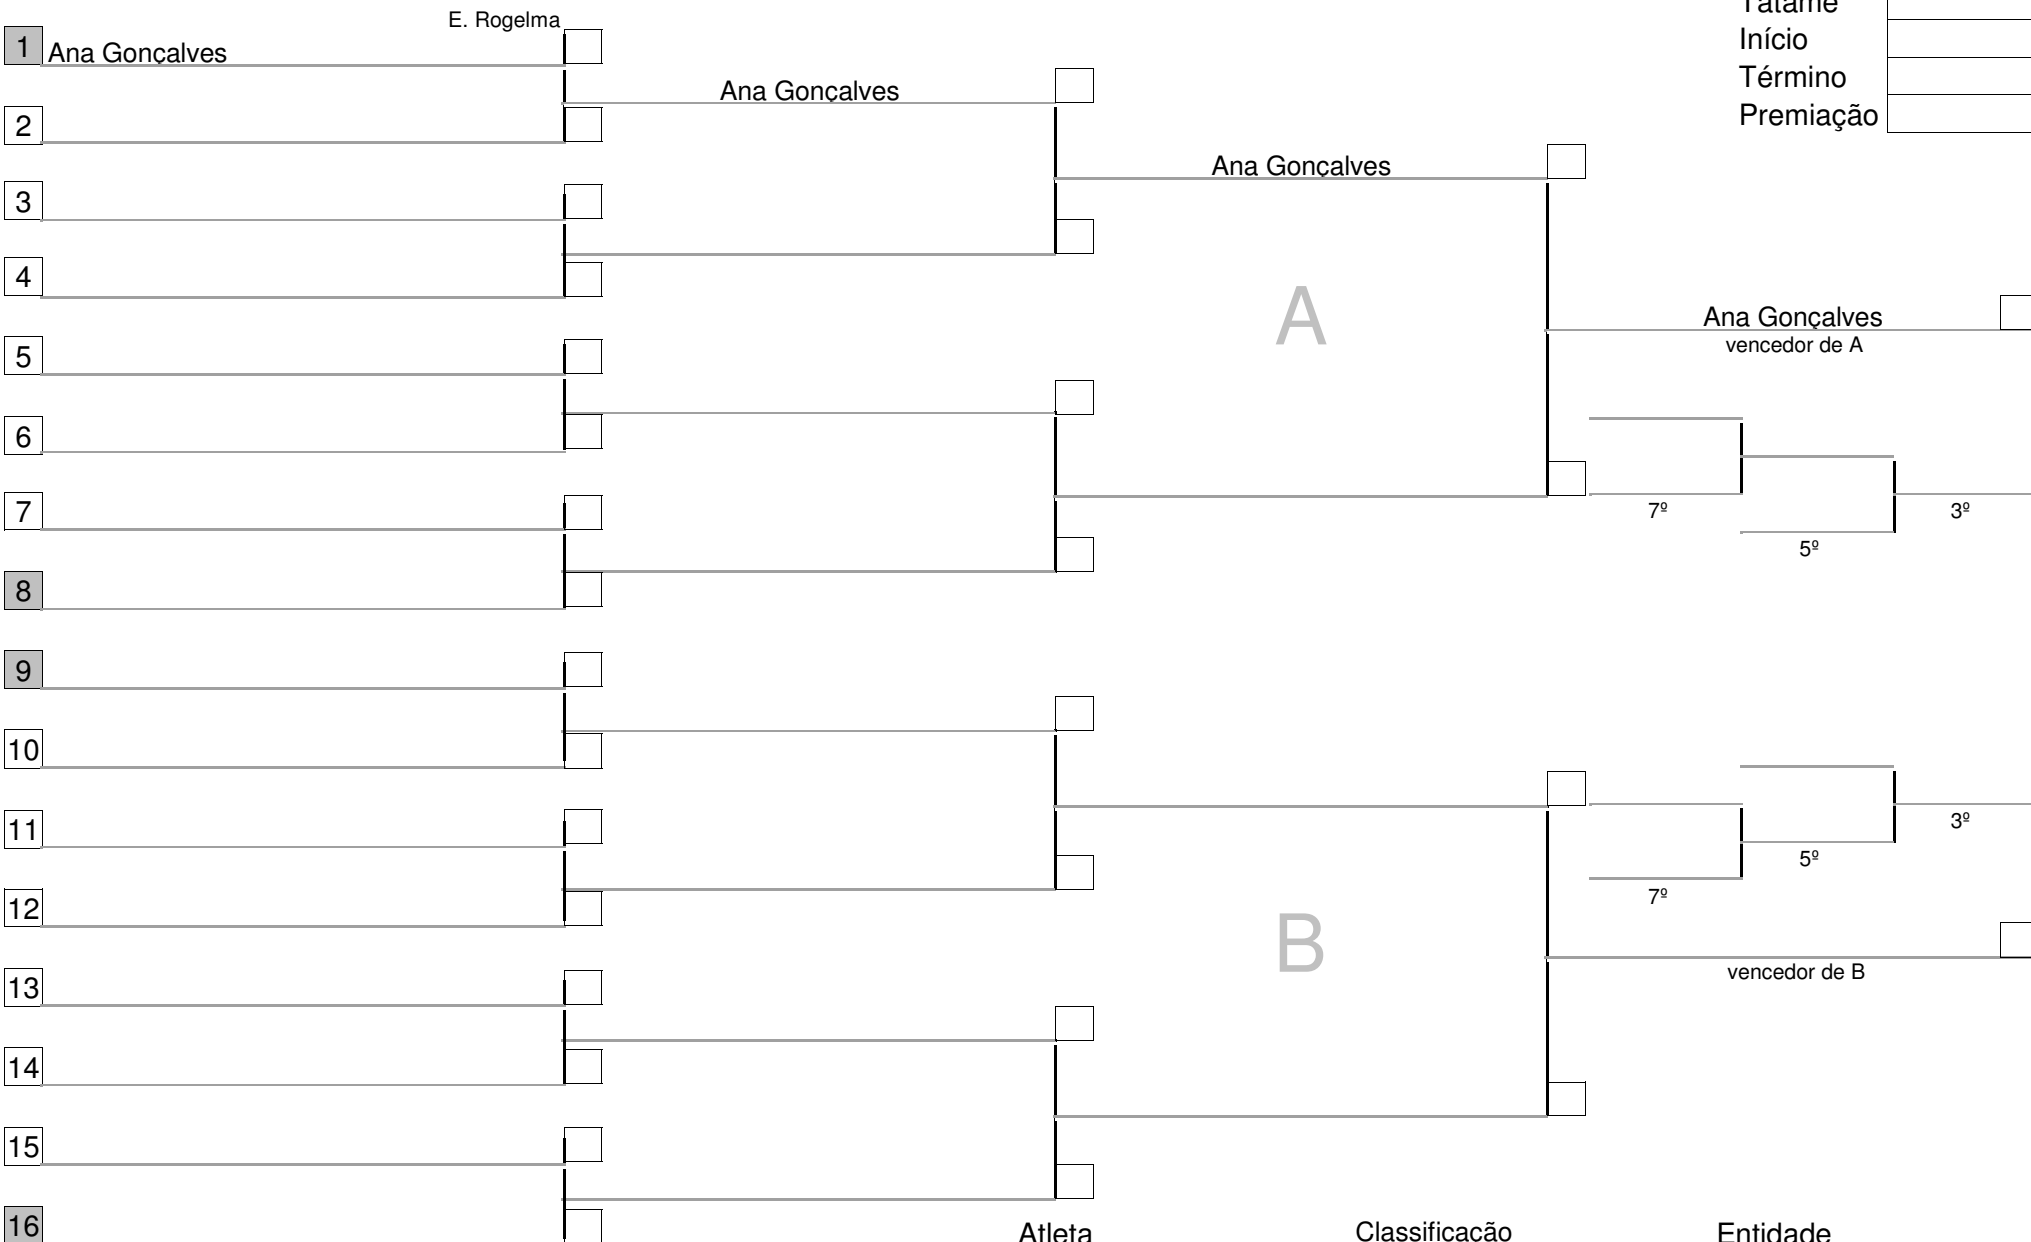 E. Rogelma
1 Ana Gonçalves
Tatame
Início
Término
Premiação
Ana Gonçalves
2
Ana Gonçalves
3
4
A
Ana Gonçalves
vencedor de A
5
6
7
7º
3º
5º
8
9
10
11
3º
5º
7º
12
B
vencedor de B
13
14
15
16
Atleta Classificação Entidade